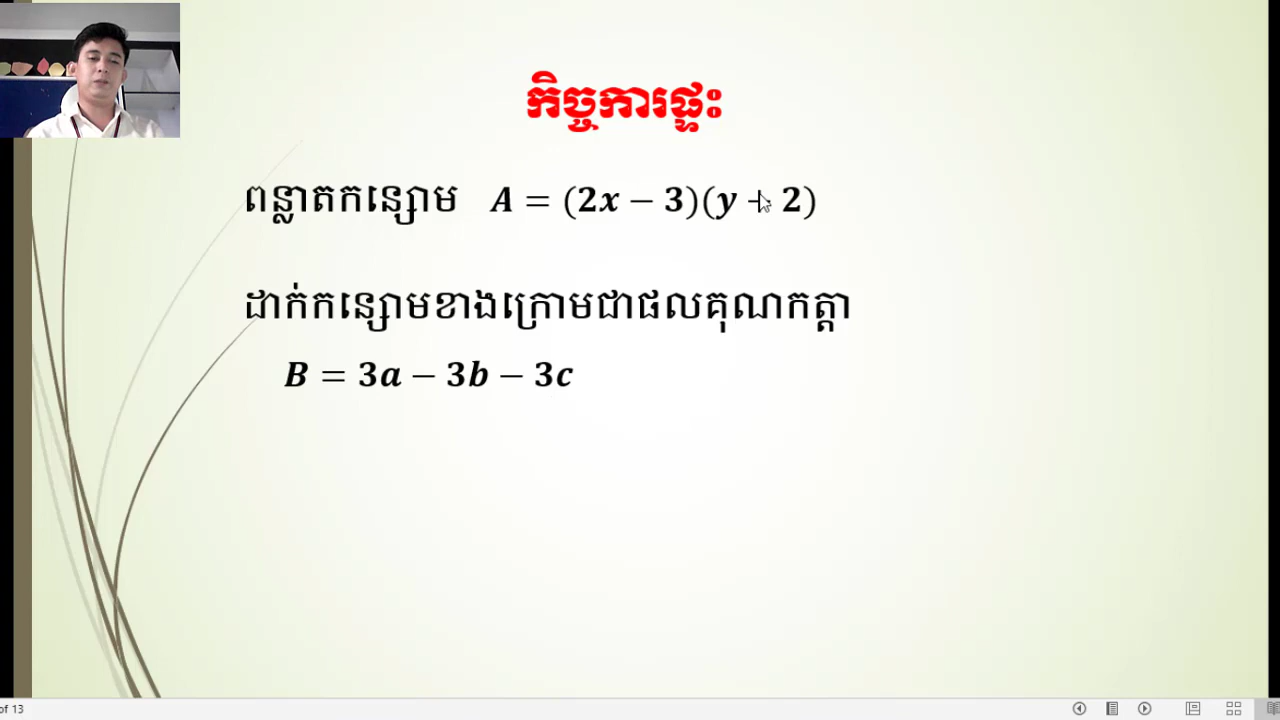 កិច្ចការផ្ទះ
ពន្លាតកន្សោម A = (2x − 3)(y + 2)
ដាក់កន្សោមខាងក្រោមជាផលគុណកត្តា
B = 3a − 3b − 3c
of 13